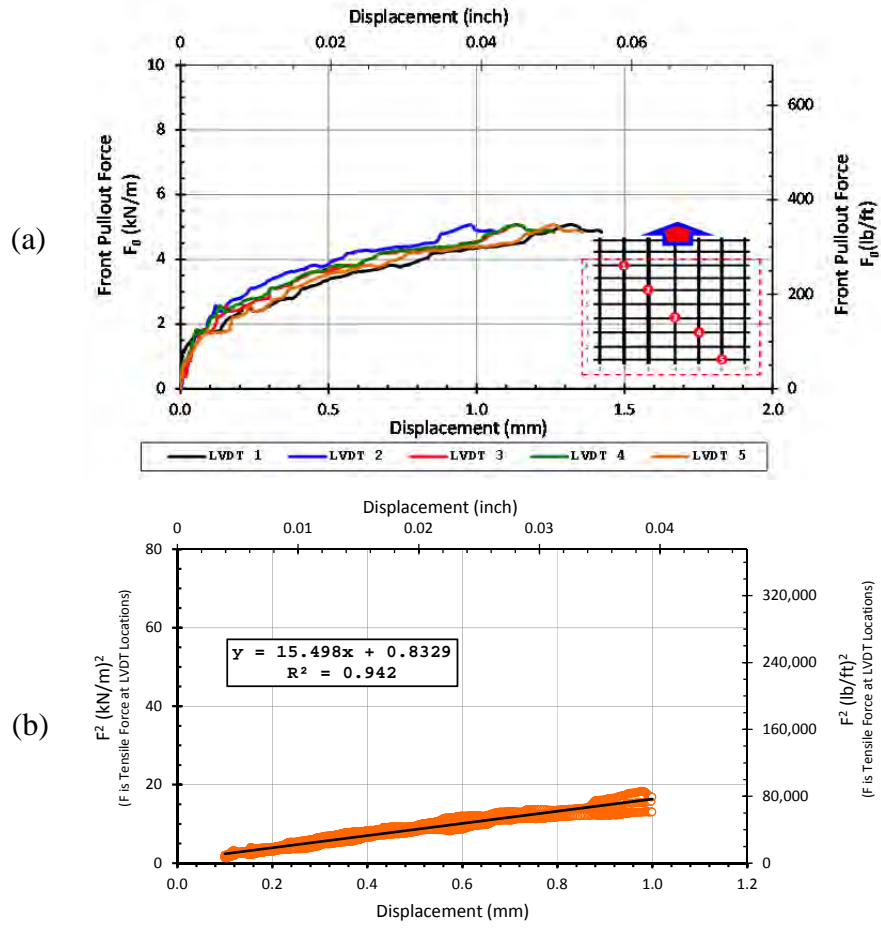 Displacement (inch)
0 0.02 0.04 0.06
10
8
6
4
2
0
Front Pullout Force
F₀ (kN/m)
600
400
200
0
Front Pullout Force
F₀(lb/ft)
(a)
1
2
3
4
5
0.0 0.5 1.0 1.5 2.0
Displacement (mm)
LVDT 1 LVDT 2 LVDT 3 LVDT 4 LVDT 5
Displacement (inch)
0 0.01 0.02 0.03 0.04
80
60
40
20
0
F² (kN/m)²
(F is Tensile Force at LVDT Locations)
y = 15.498x + 0.8329
R² = 0.942
320,000
240,000
160,000
80,000
0
F² (lb/ft)²
(F is Tensile Force at LVDT Locations)
(b)
0.0 0.2 0.4 0.6 0.8 1.0 1.2
Displacement (mm)